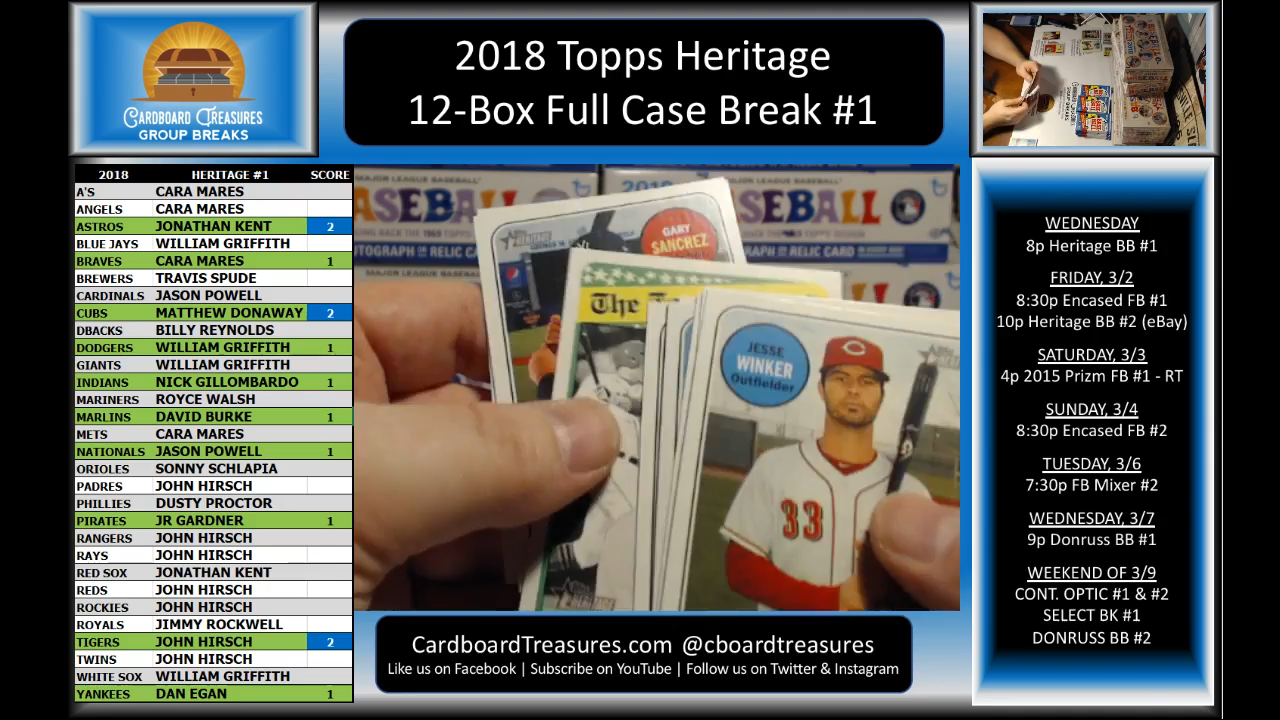 CARDBOARD TREASURES
GROUP BREAKS
2018 Topps Heritage
12-Box Full Case Break #1
2018 HERITAGE #1 SCORE
A'S CARA MARES
ANGELS CARA MARES
ASTROS JONATHAN KENT 2
BLUE JAYS WILLIAM GRIFFITH
BRAVES CARA MARES 1
BREWERS TRAVIS SPUDE
CARDINALS JASON POWELL
CUBS MATTHEW DONAWAY 2
DBACKS BILLY REYNOLDS
DODGERS WILLIAM GRIFFITH 1
GIANTS WILLIAM GRIFFITH
INDIANS NICK GILLOMBARDO 1
MARINERS ROYCE WALSH
MARLINS DAVID BURKE 1
METS CARA MARES
NATIONALS JASON POWELL 1
ORIOLES SONNY SCHLAPIA
PADRES JOHN HIRSCH
PHILLIES DUSTY PROCTOR
PIRATES JR GARDNER 1
RANGERS JOHN HIRSCH
RAYS JOHN HIRSCH
RED SOX JONATHAN KENT
REDS JOHN HIRSCH
ROCKIES JOHN HIRSCH
ROYALS JIMMY ROCKWELL
TIGERS JOHN HIRSCH 2
TWINS JOHN HIRSCH
WHITE SOX WILLIAM GRIFFITH
YANKEES DAN EGAN 1
MAJOR LEAGUE BASEBALL
2018
ASEBALL
BASEBALL
GARY
SANCHEZ
The
JESSE
WINKER
Outfielder
33
WEDNESDAY
8p Heritage BB #1
FRIDAY, 3/2
8:30p Encased FB #1
10p Heritage BB #2 (eBay)
SATURDAY, 3/3
4p 2015 Prizm FB #1 - RT
SUNDAY, 3/4
8:30p Encased FB #2
TUESDAY, 3/6
7:30p FB Mixer #2
WEDNESDAY, 3/7
9p Donruss BB #1
WEEKEND OF 3/9
CONT. OPTIC #1 & #2
SELECT BK #1
DONRUSS BB #2
CardboardTreasures.com @cboardtreasures
Like us on Facebook | Subscribe on YouTube | Follow us on Twitter & Instagram